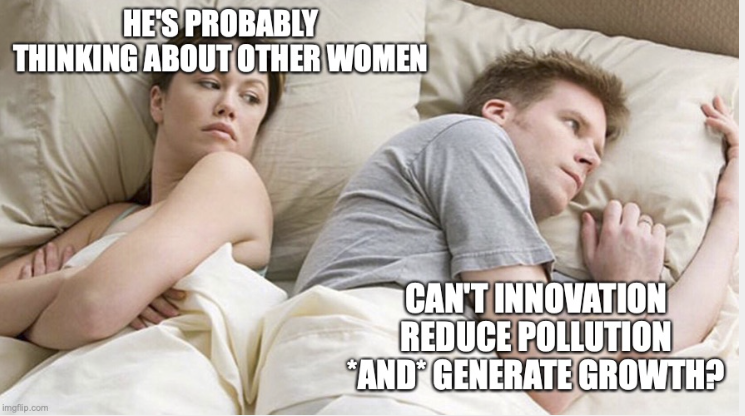 HE'S PROBABLY
THINKING ABOUT OTHER WOMEN
CAN'T INNOVATION
REDUCE POLLUTION
*AND* GENERATE GROWTH?
imgflip.com